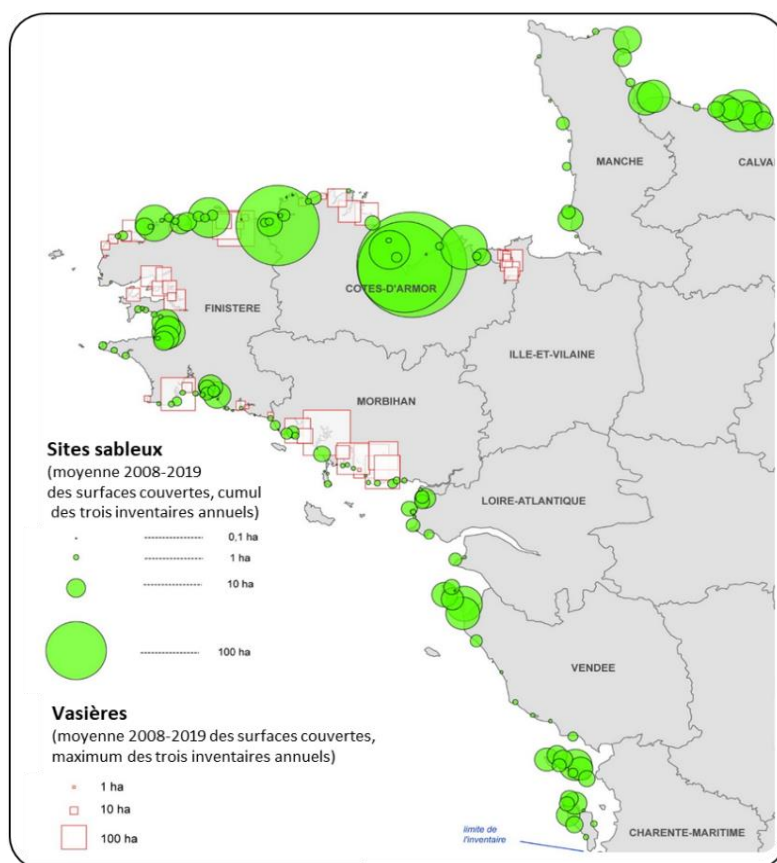 MANCHE
CALVA
COTES-D'ARMOR
FINISTERE
ILLE-ET-VILAINE
MORBIHAN
Sites sableux
(moyenne 2008-2019
des surfaces couvertes, cumul
des trois inventaires annuels)
0,1 ha
1 ha
10 ha
100 ha
LOIRE-ATLANTIQUE
VENDEE
Vasières
(moyenne 2008-2019 des surfaces couvertes,
maximum des trois inventaires annuels)
1 ha
10 ha
100 ha
limite de
l'inventaire
CHARENTE-MARITIME